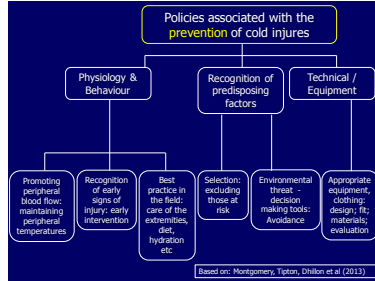 Policies associated with the
prevention of cold injures
Physiology &
Behaviour
Recognition of
predisposing
factors
Technical /
Equipment
Promoting
peripheral
blood flow:
maintaining
peripheral
temperatures
Recognition
of early
signs of
injury: early
intervention
Best
practice in
the field:
care of the
extremities,
diet,
hydration
etc
Selection:
excluding
those at
risk
Environmental
threat -
decision
making tools:
Avoidance
Appropriate
equipment,
clothing:
design; fit;
materials;
evaluation
Based on: Montgomery, Tipton, Dhillon et al (2013)